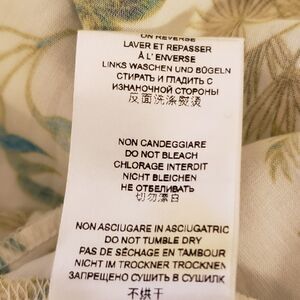 ON REVERSE
LAVER ET REPASSER
À L' ENVERSE
LINKS WASCHEN UND BÜGELN
СТИРАТЬ И ГЛАДИТЬ С
ИЗНАНОЧНОЙ СТОРОНЫ
反面洗涤熨烫
NON CANDEGGIARE
DO NOT BLEACH
CHLORAGE INTERDIT
NICHT BLEICHEN
НЕ ОТБЕЛИВАТЬ
切勿漂白
NON ASCIUGARE IN ASCIUGATRIC
DO NOT TUMBLE DRY
PAS DE SÉCHAGE EN TAMBOUR
NICHT IM TROCKNER TROCKNEN
ЗАПРЕЩЕНО СУШИТЬ В СУШИЛК
不烘干